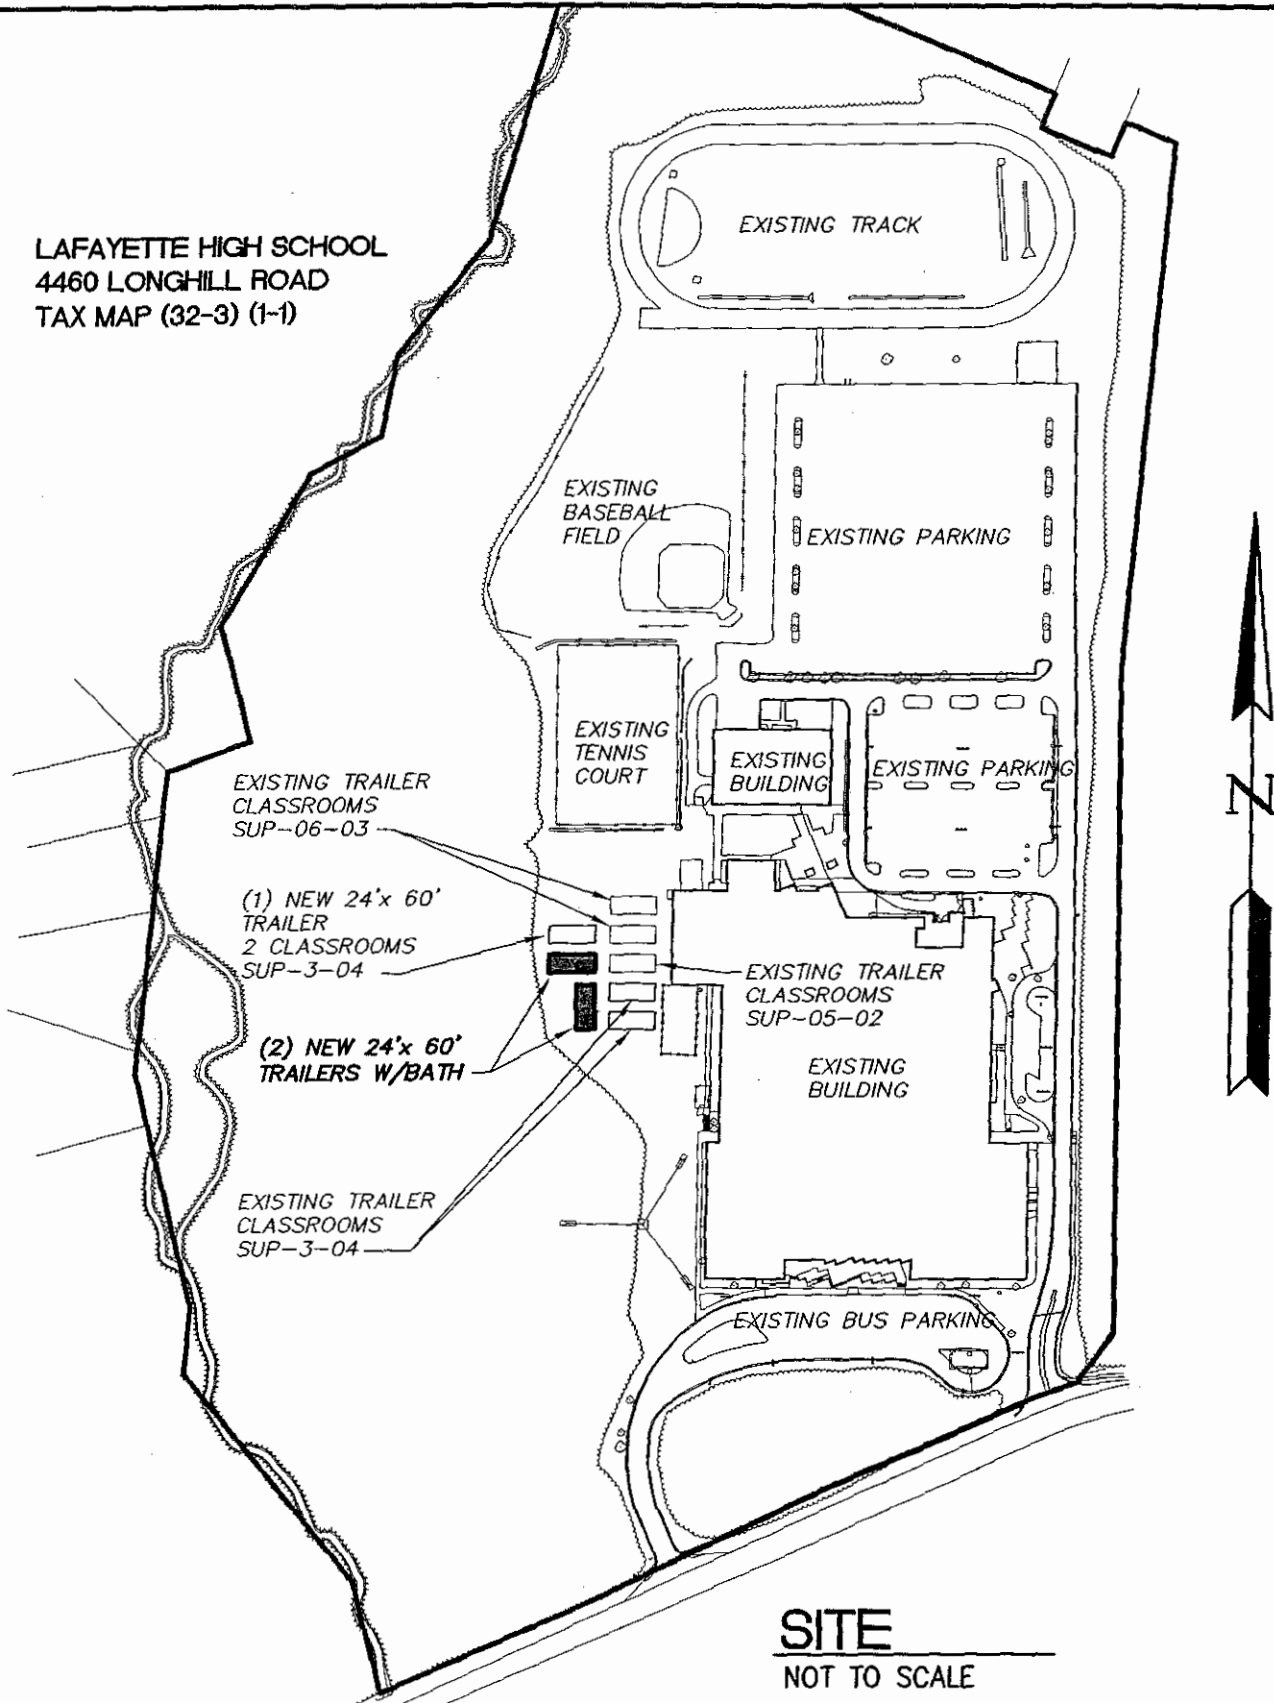 LAFAYETTE HIGH SCHOOL
4460 LONGHILL ROAD
TAX MAP (32-3) (1-1)
EXISTING TRACK
EXISTING
BASEBALL
FIELD
EXISTING PARKING
EXISTING
TENNIS
COURT
EXISTING
BUILDING
EXISTING PARKING
N
EXISTING TRAILER
CLASSROOMS
SUP-06-03
(1) NEW 24'x 60'
TRAILER
2 CLASSROOMS
SUP-3-04
EXISTING TRAILER
CLASSROOMS
SUP-05-02
(2) NEW 24'x 60'
TRAILERS W/BATH
EXISTING
BUILDING
EXISTING TRAILER
CLASSROOMS
SUP-3-04
EXISTING BUS PARKING
SITE
NOT TO SCALE